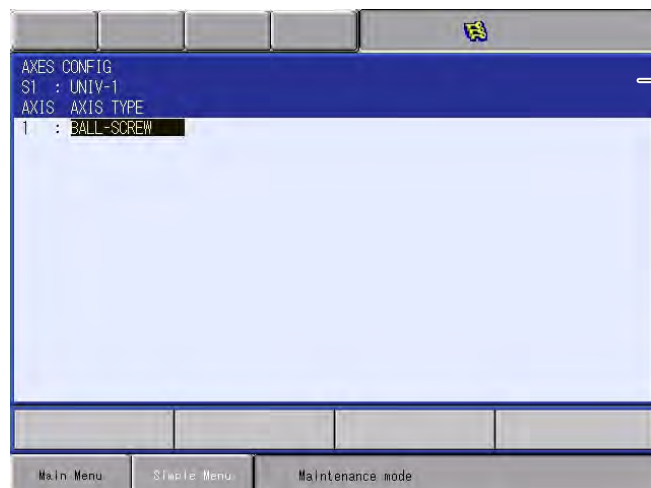 AXES CONFIG
S1 : UNIV-1
AXIS AXIS TYPE
1 : BALL-SCREW
Main Menu Simple Menu Maintenance mode